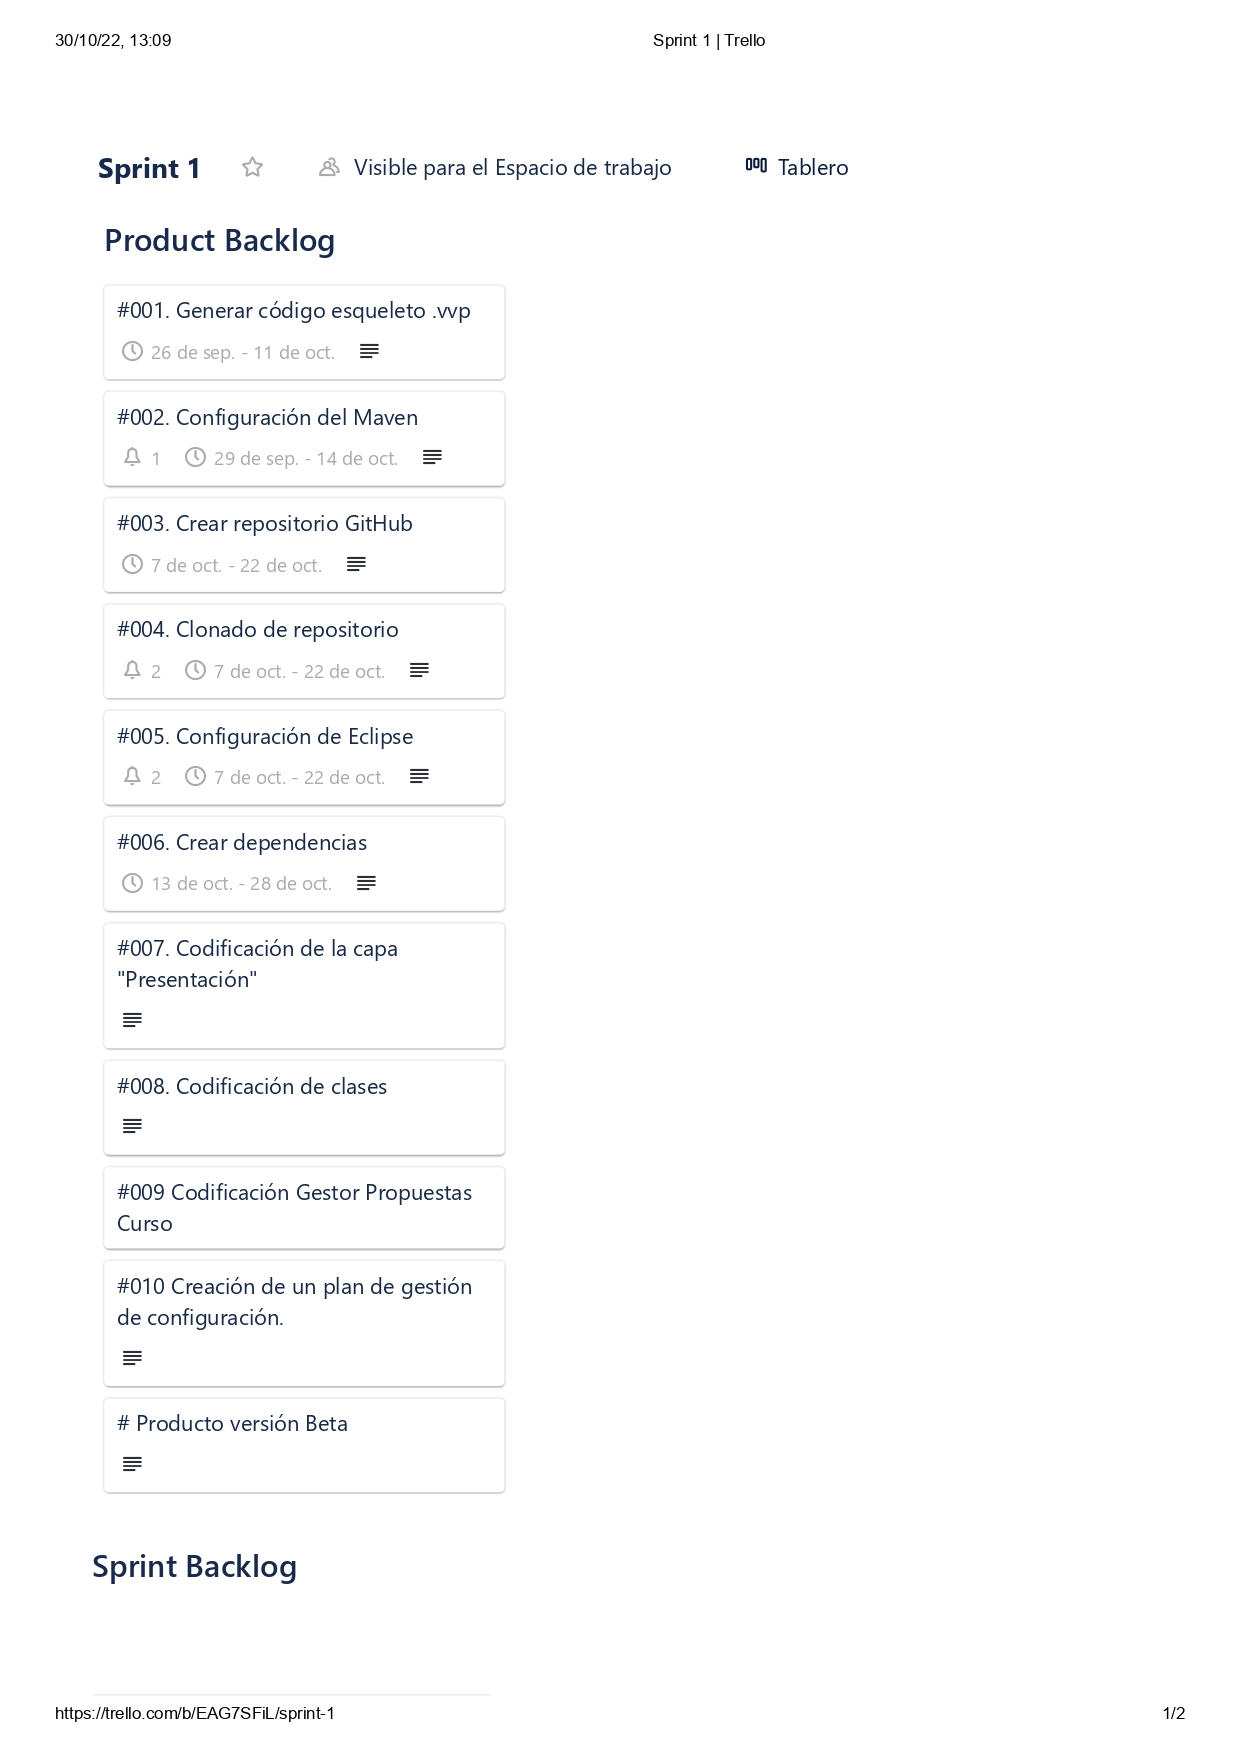 30/10/22, 13:09
Sprint 1 | Trello
Sprint 1 Visible para el Espacio de trabajo Tablero
Product Backlog
#001. Generar código esqueleto .vvp
26 de sep. - 11 de oct.
#002. Configuración del Maven
1 29 de sep. - 14 de oct.
#003. Crear repositorio GitHub
7 de oct. - 22 de oct.
#004. Clonado de repositorio
2 7 de oct. - 22 de oct.
#005. Configuración de Eclipse
2 7 de oct. - 22 de oct.
#006. Crear dependencias
13 de oct. - 28 de oct.
#007. Codificación de la capa
"Presentación"
#008. Codificación de clases
#009 Codificación Gestor Propuestas
Curso
#010 Creación de un plan de gestión
de configuración.
# Producto versión Beta
Sprint Backlog
https://trello.com/b/EAG7SFiL/sprint-1
1/2